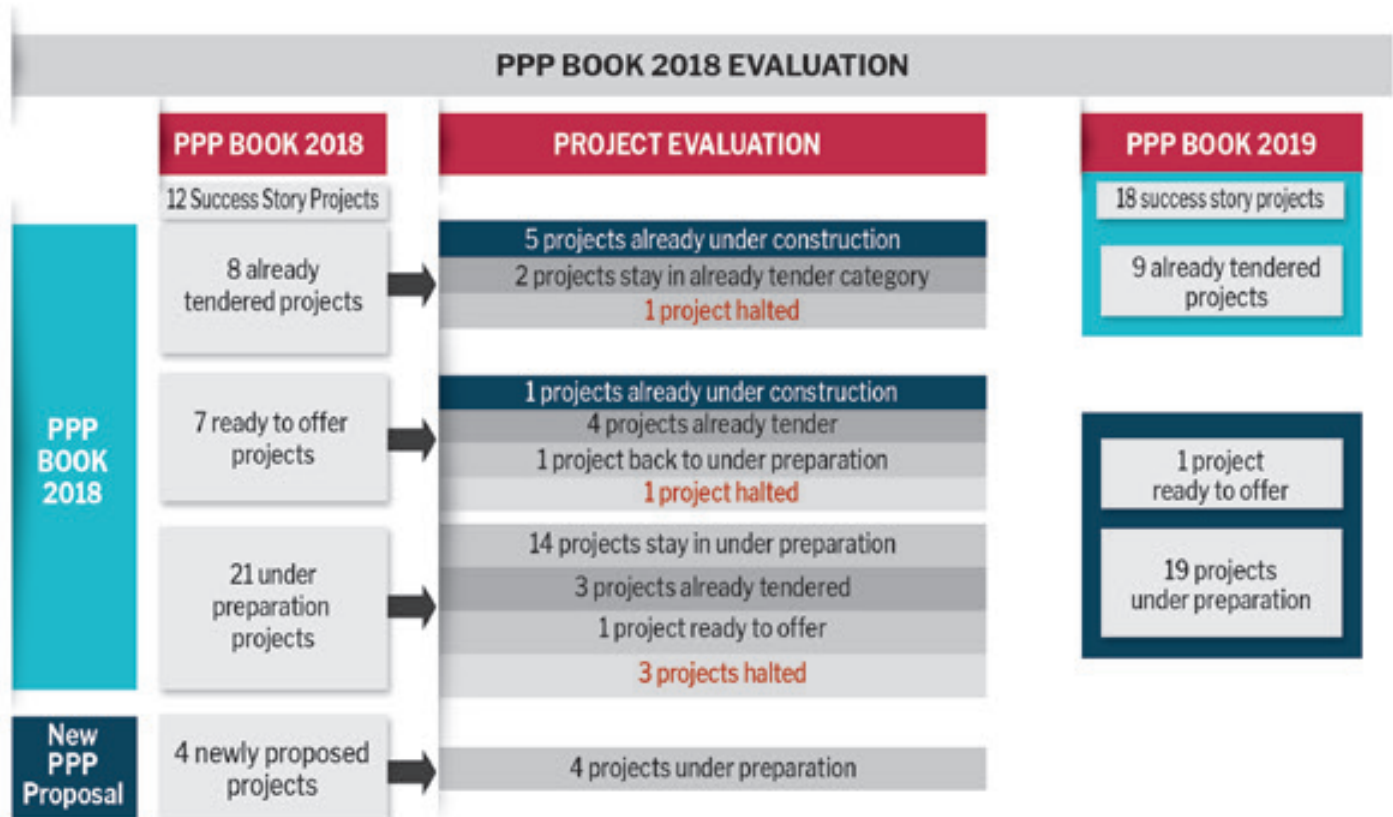 PPP BOOK 2018 EVALUATION
PPP BOOK 2018
PROJECT EVALUATION
PPP BOOK 2019
12 Success Story Projects
18 success story projects
PPP
BOOK
2018
8 already
tendered projects
5 projects already under construction
2 projects stay in already tender category
1 project halted
9 already tendered
projects
7 ready to offer
projects
1 projects already under construction
4 projects already tender
1 project back to under preparation
1 project halted
1 project
ready to offer
21 under
preparation
projects
14 projects stay in under preparation
3 projects already tendered
1 project ready to offer
3 projects halted
19 projects
under preparation
New
PPP
Proposal
4 newly proposed
projects
4 projects under preparation